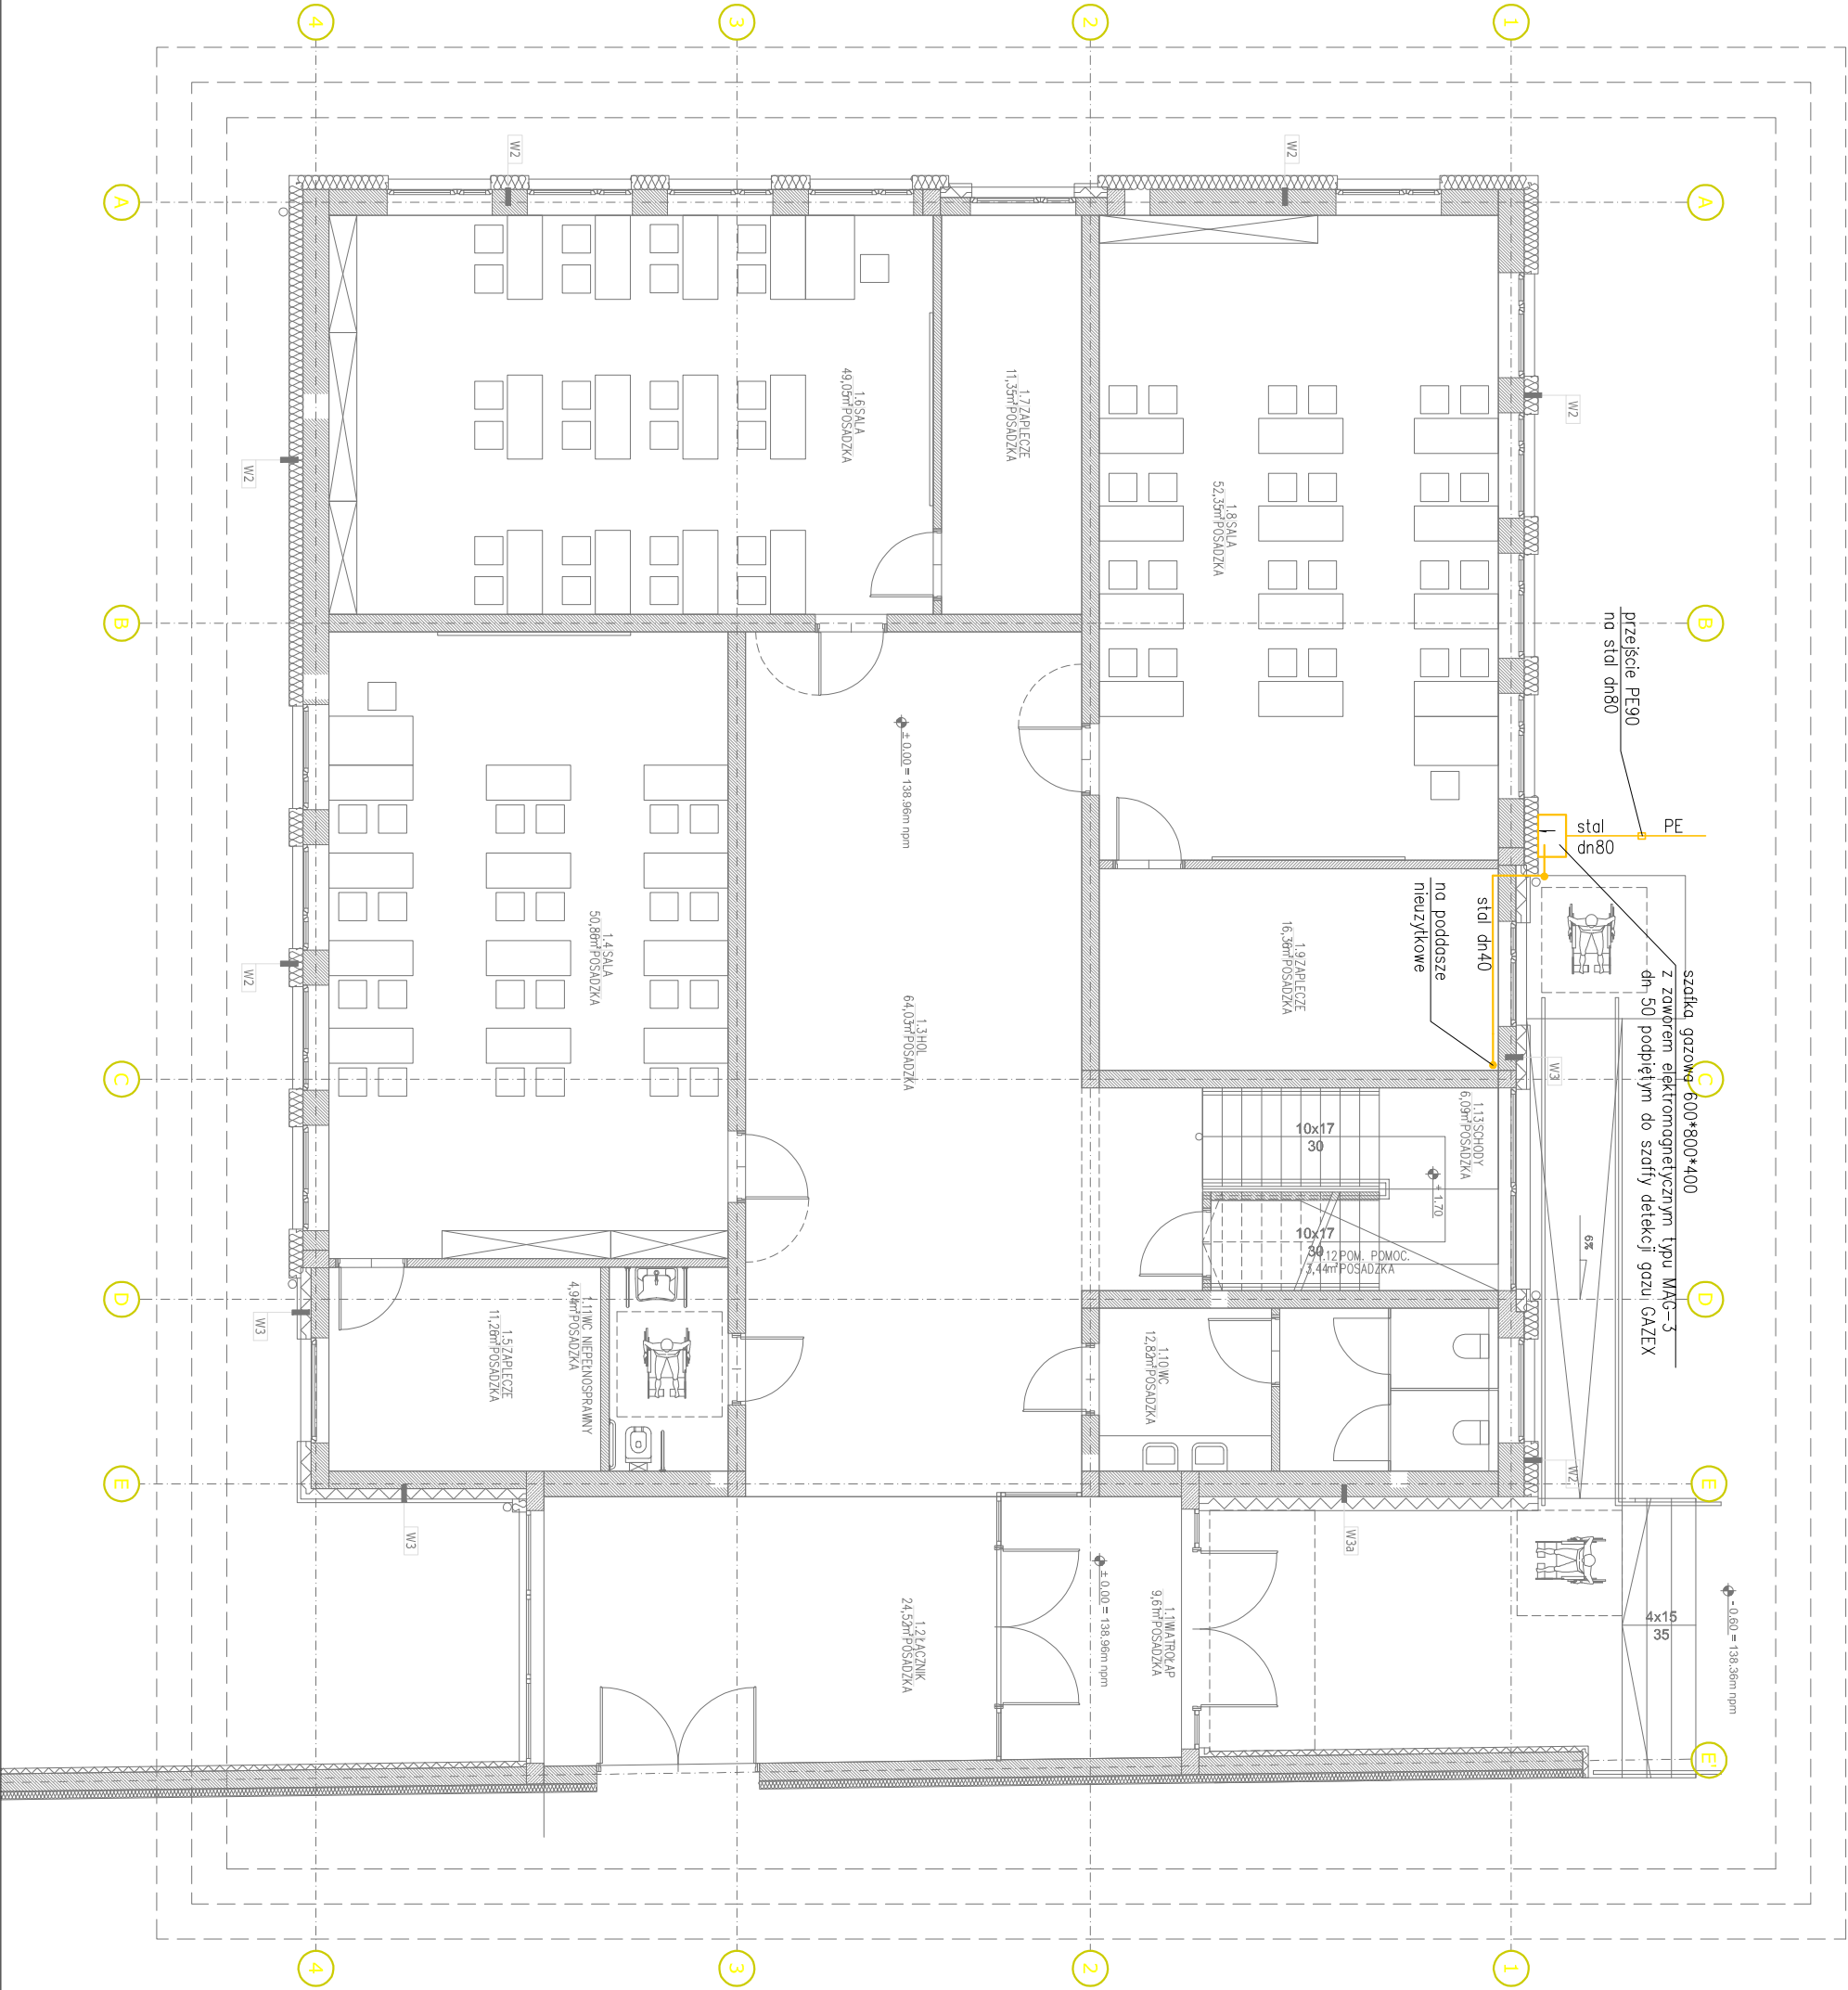 4
3
2
1
A
A
W2
W2
W2
W2
1.6 SALA
49,05m² POSADZKA
1.7 ZAPLECZE
11,35m² POSADZKA
1.8 SALA
52,35m² POSADZKA
B
B
przejście PE90
na stal dn80
± 0.00 = 138.96m npm
PE
stal
dn80
stal dn40
na poddasze
nieużytkowe
szafka gazowa 600*800*400
z zaworem elektromagnetycznym typu MAG-3
dn 50 podpiętym do szaffy detekcji gazu GAZEX
1.4 SALA
50,86m² POSADZKA
1.3 HOL
64,03m² POSADZKA
1.9 ZAPLECZE
16,36m² POSADZKA
W2
W3
C
C
1.13 SCHODY
6,09m² POSADZKA
10x17
30
+ 1.70
10x17
30
1.12 POM. POMOC.
3,44m² POSADZKA
6%
D
D
W3
1.5 ZAPLECZE
11,26m² POSADZKA
1.11 WC NIEPEŁNOSPRAWNY
4,94m² POSADZKA
1.10 WC
12,82m² POSADZKA
W2
E
E
W3
W3a
± 0.00 = 138.96m npm
1.2 ŁĄCZNIK
24,52m² POSADZKA
1.1 WIATROŁAP
9,61m² POSADZKA
4x15
35
- 0.60 = 138.36m npm
E'
4
3
2
1